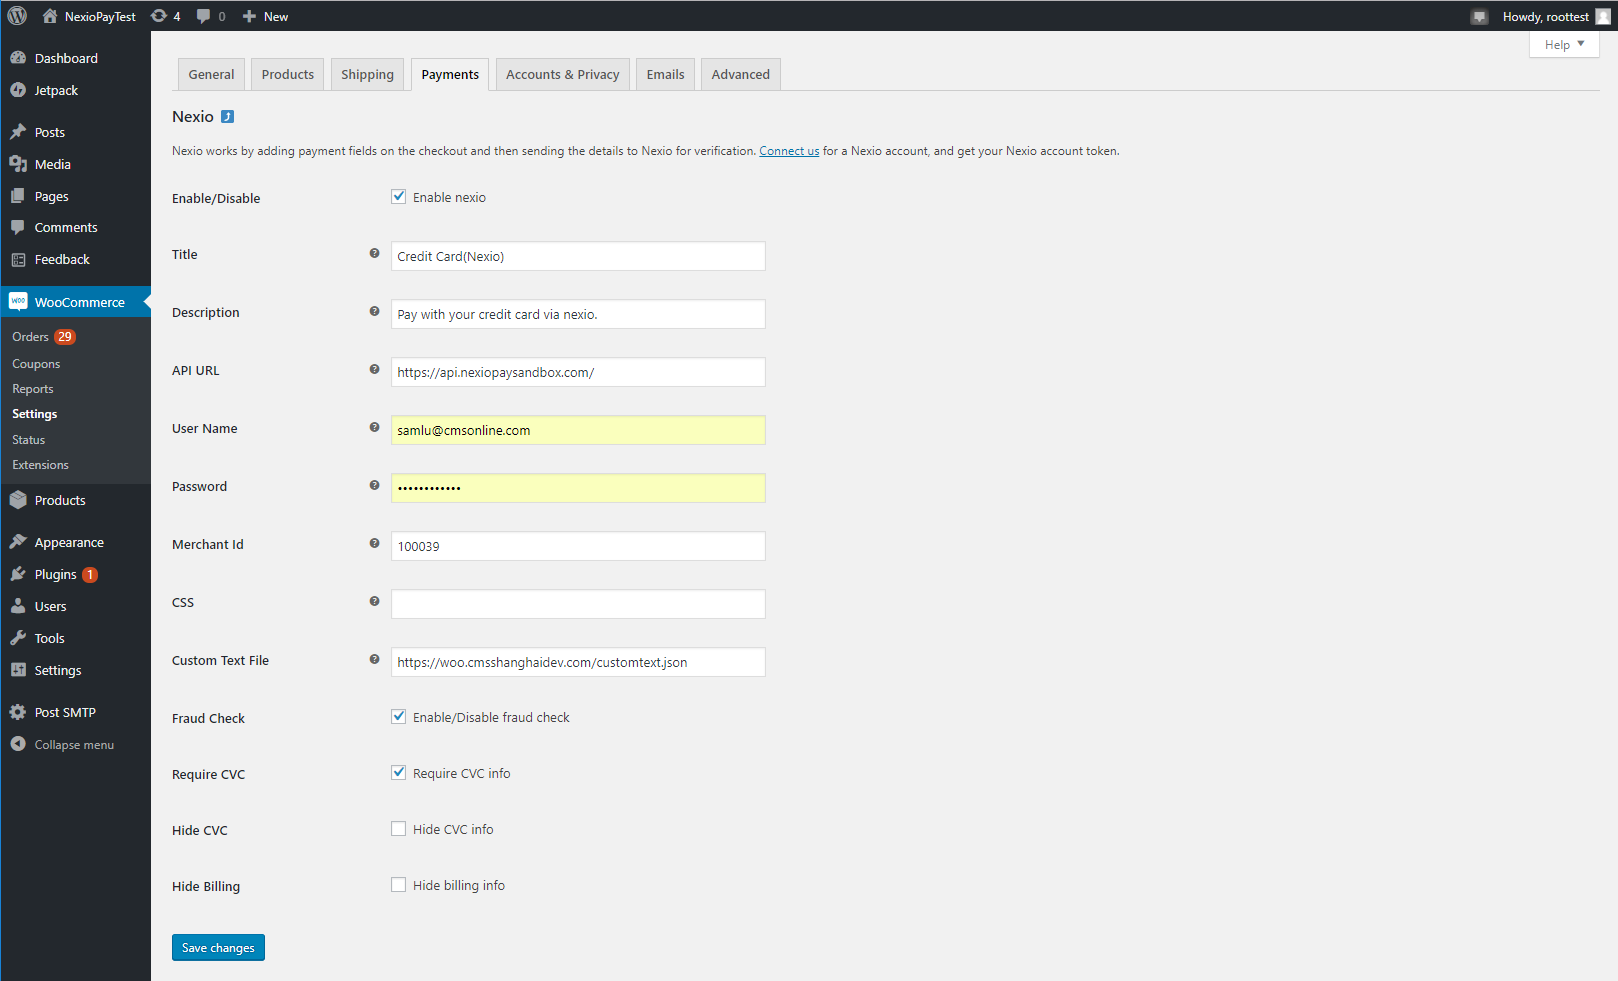 NexioPayTest 4 0 New Howdy, roottest
Help
Dashboard
Jetpack
Posts
Media
Pages
Comments
Feedback
WooCommerce
Orders 29
Coupons
Reports
Settings
Status
Extensions
Products
Appearance
Plugins 1
Users
Tools
Settings
Post SMTP
Collapse menu
General Products Shipping Payments Accounts & Privacy Emails Advanced
Nexio
Nexio works by adding payment fields on the checkout and then sending the details to Nexio for verification. Connect us for a Nexio account, and get your Nexio account token.
Enable/Disable Enable nexio
Title Credit Card(Nexio)
Description Pay with your credit card via nexio.
API URL https://api.nexiopaysandbox.com/
User Name samlu@cmsonline.com
Password ••••••••••••
Merchant Id 100039
CSS
Custom Text File https://woo.cmsshanghaidev.com/customtext.json
Fraud Check Enable/Disable fraud check
Require CVC Require CVC info
Hide CVC Hide CVC info
Hide Billing Hide billing info
Save changes